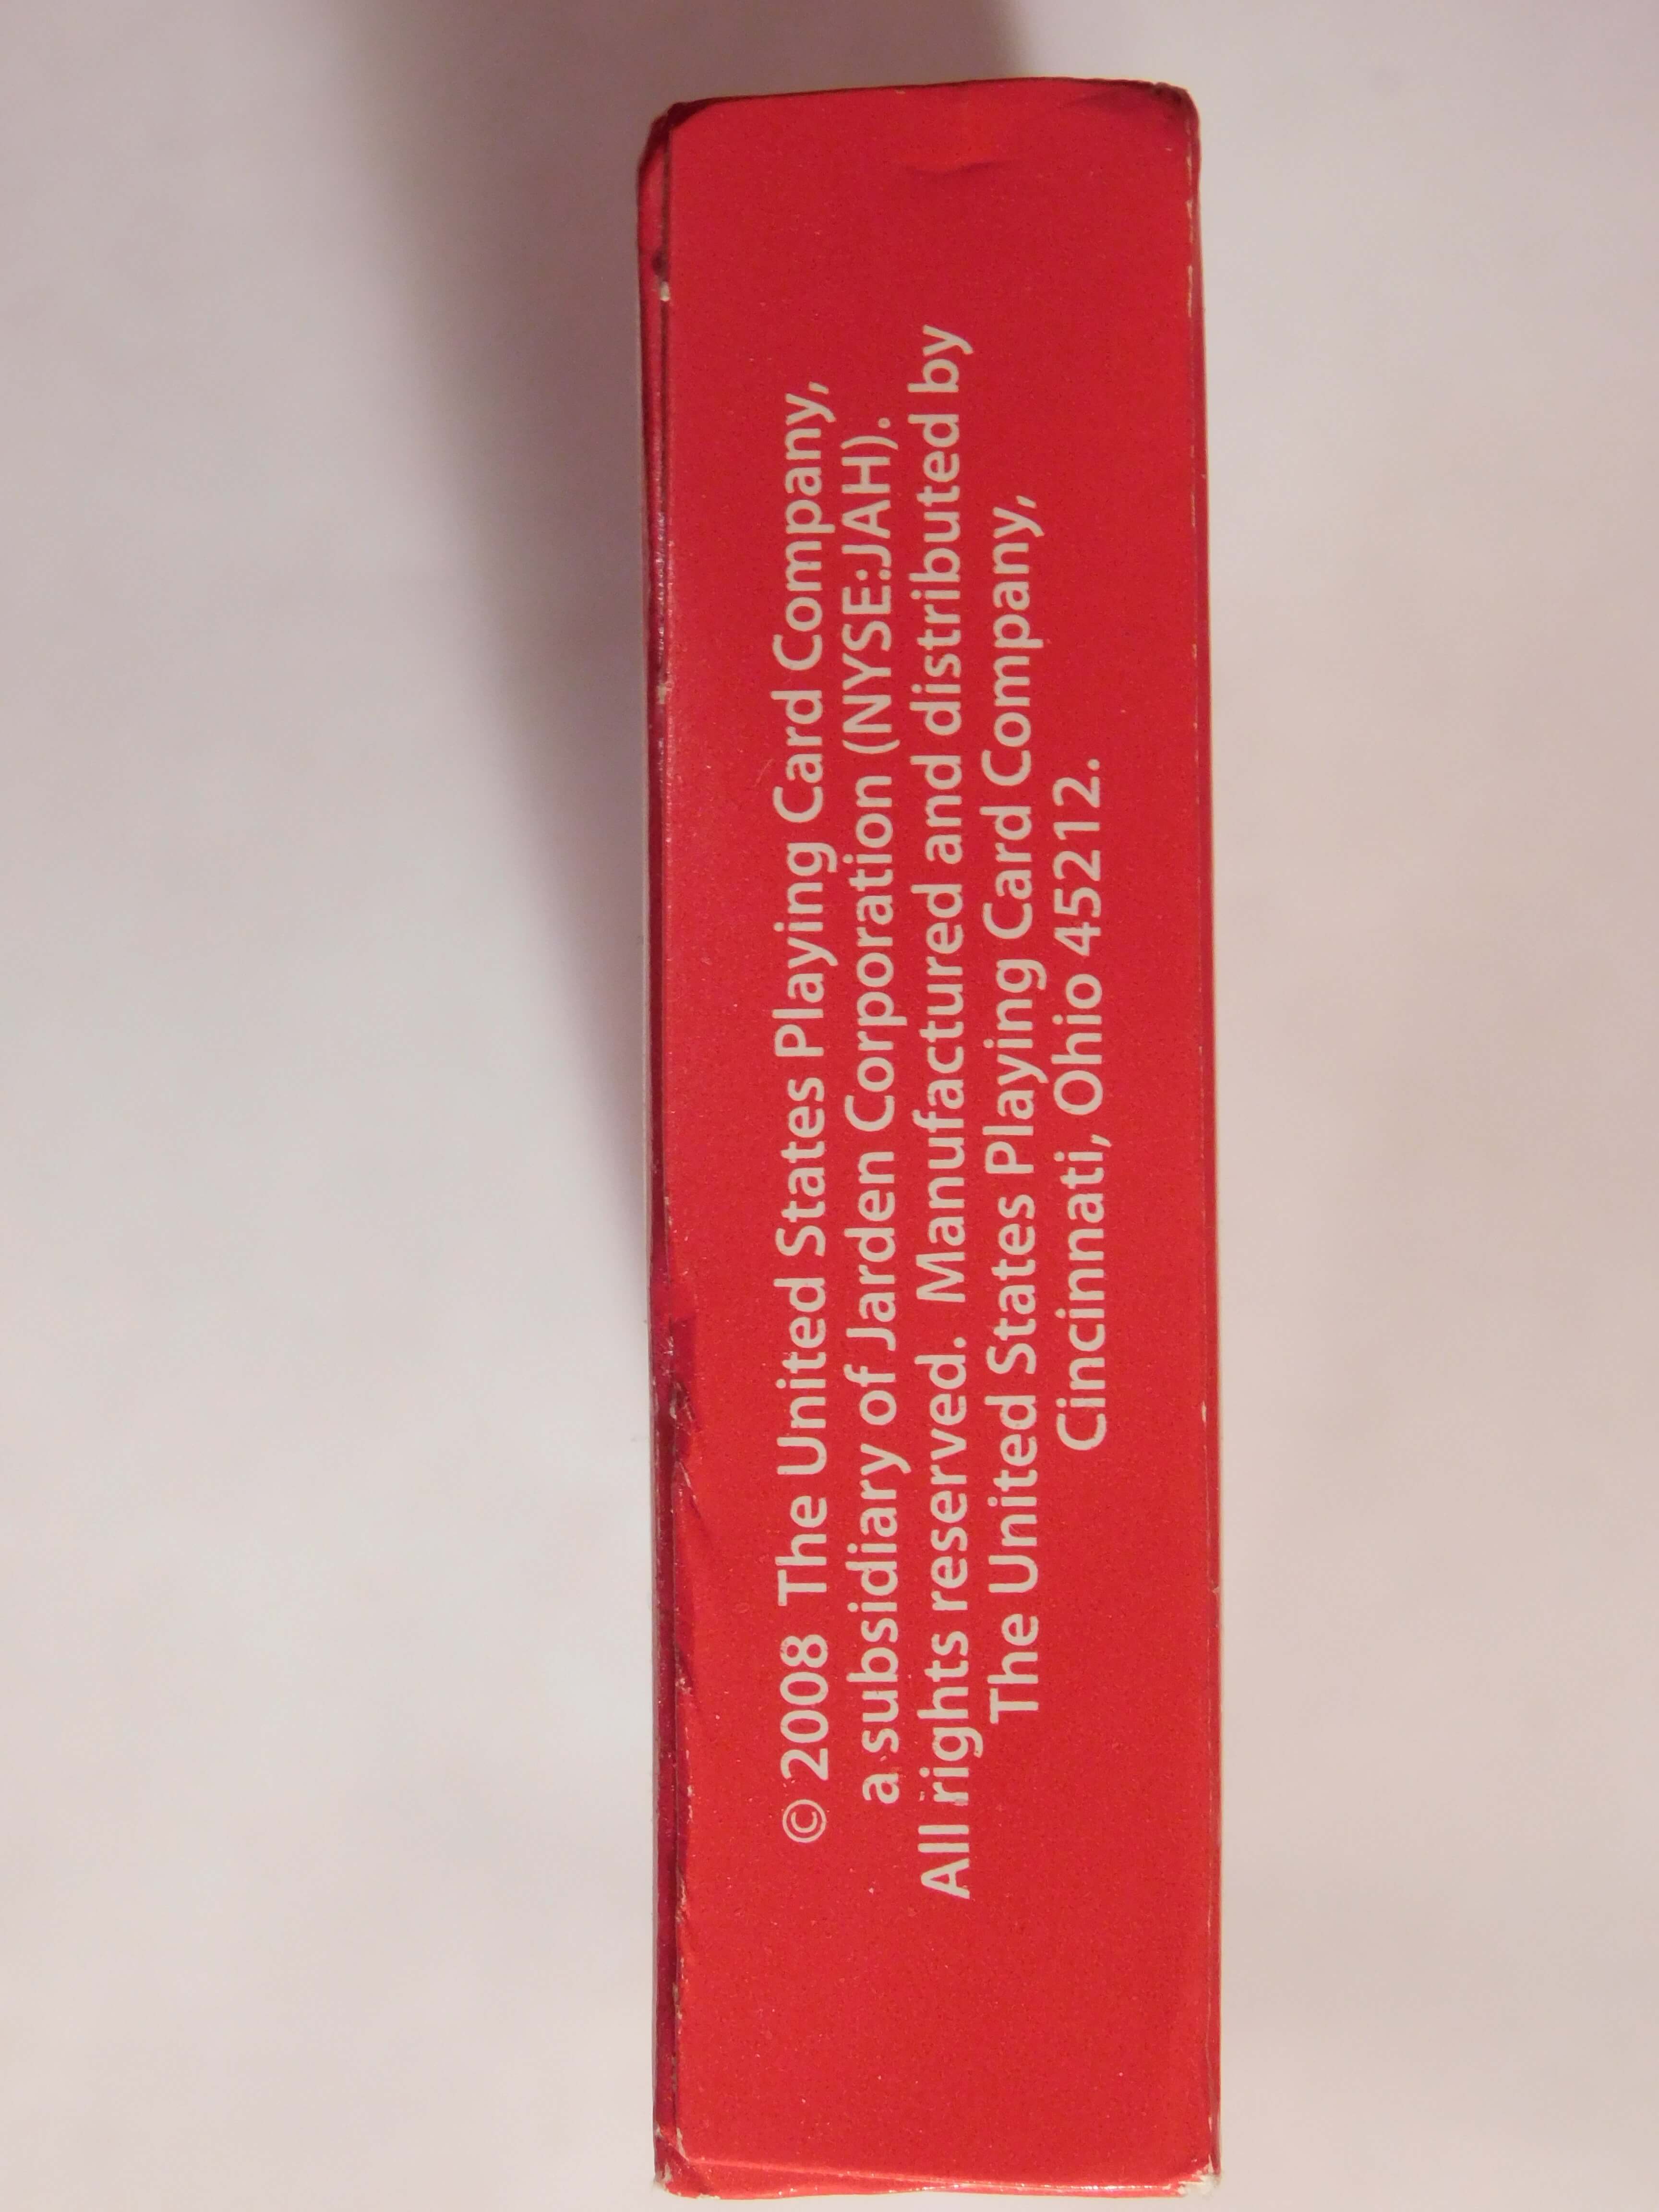 © 2008 The United States Playing Card Company,
a subsidiary of Jarden Corporation (NYSE:JAH).
All rights reserved. Manufactured and distributed by
The United States Playing Card Company,
Cincinnati, Ohio 45212.